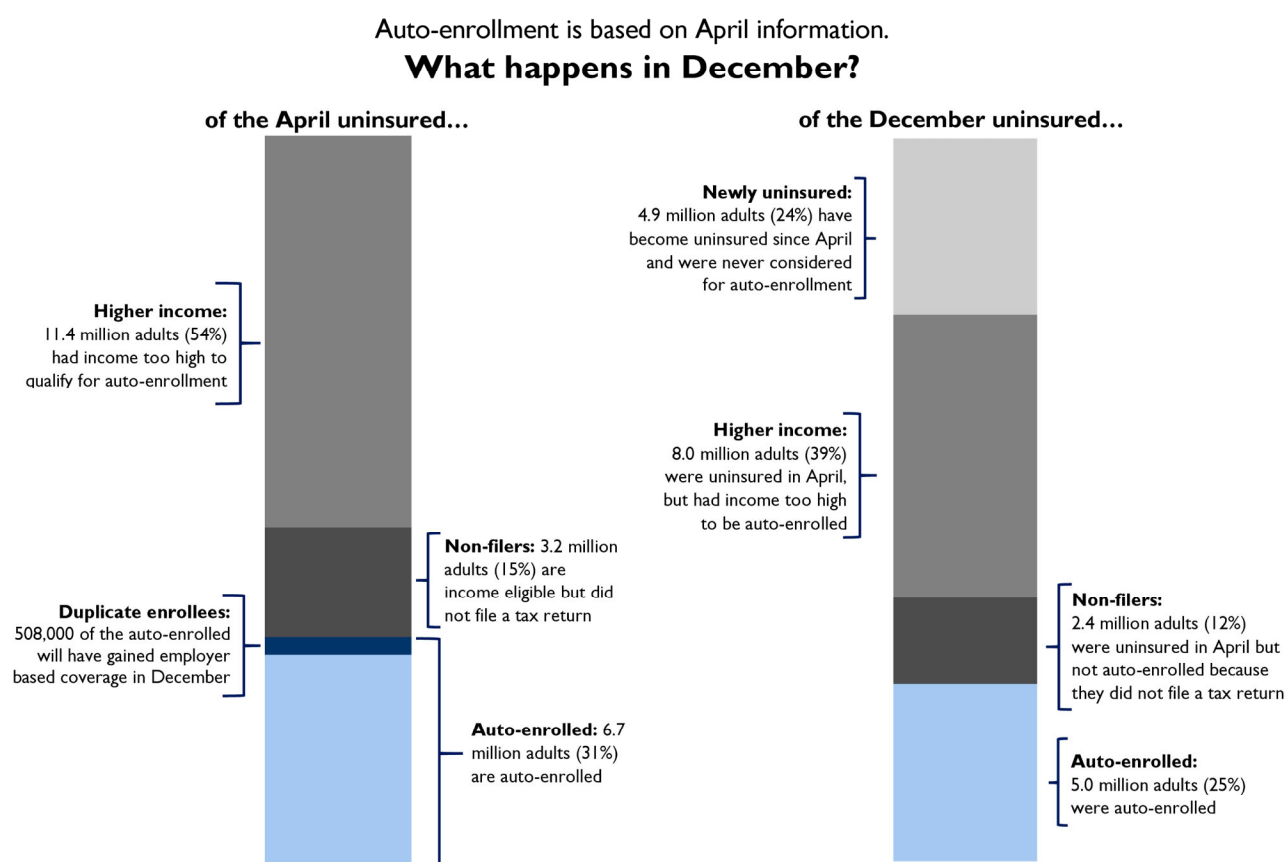 Auto-enrollment is based on April information.
What happens in December?
of the April uninsured...
Higher income:
11.4 million adults (54%)
had income too high to
qualify for auto-enrollment
Non-filers: 3.2 million
adults (15%) are
income eligible but did
not file a tax return
Duplicate enrollees:
508,000 of the auto-enrolled
will have gained employer
based coverage in December
Auto-enrolled: 6.7
million adults (31%)
are auto-enrolled
of the December uninsured...
Newly uninsured:
4.9 million adults (24%) have
become uninsured since April
and were never considered
for auto-enrollment
Higher income:
8.0 million adults (39%)
were uninsured in April,
but had income too high
to be auto-enrolled
Non-filers:
2.4 million adults (12%)
were uninsured in April but
not auto-enrolled because
they did not file a tax return
Auto-enrolled:
5.0 million adults (25%)
were auto-enrolled